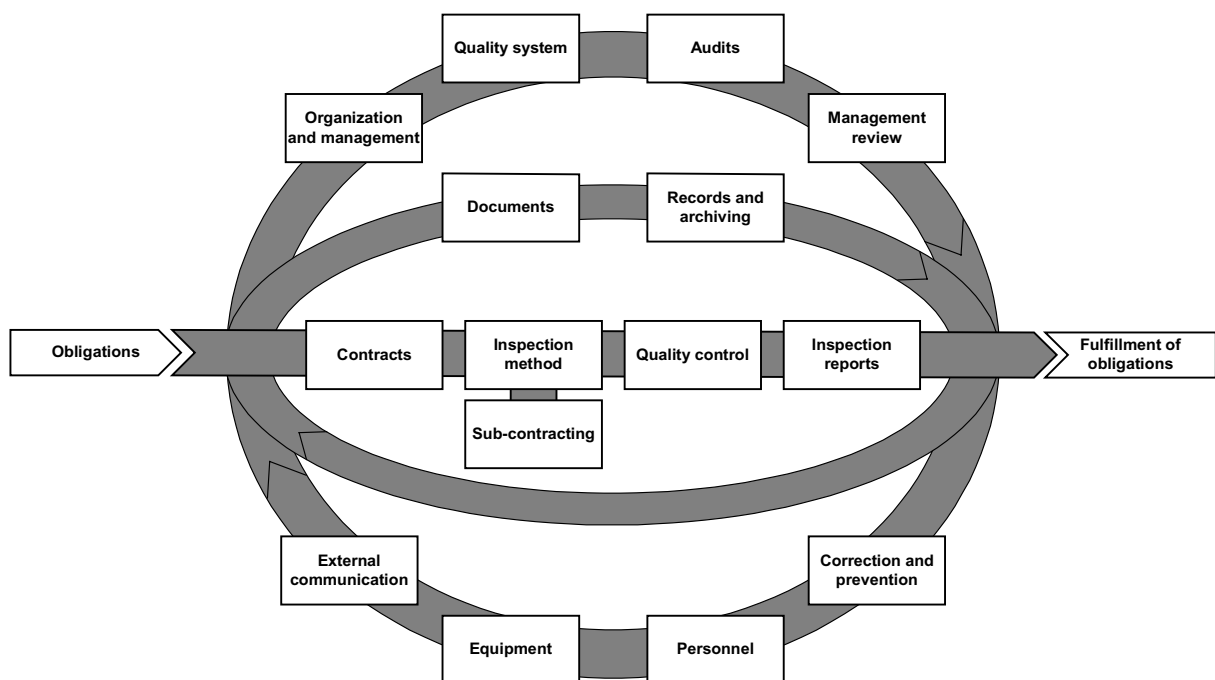 Quality system
Audits
Organization
and management
Management
review
Documents
Records and
archiving
Obligations
Contracts
Inspection
method
Quality control
Inspection
reports
Fulfillment of
obligations
Sub-contracting
External
communication
Correction and
prevention
Equipment
Personnel